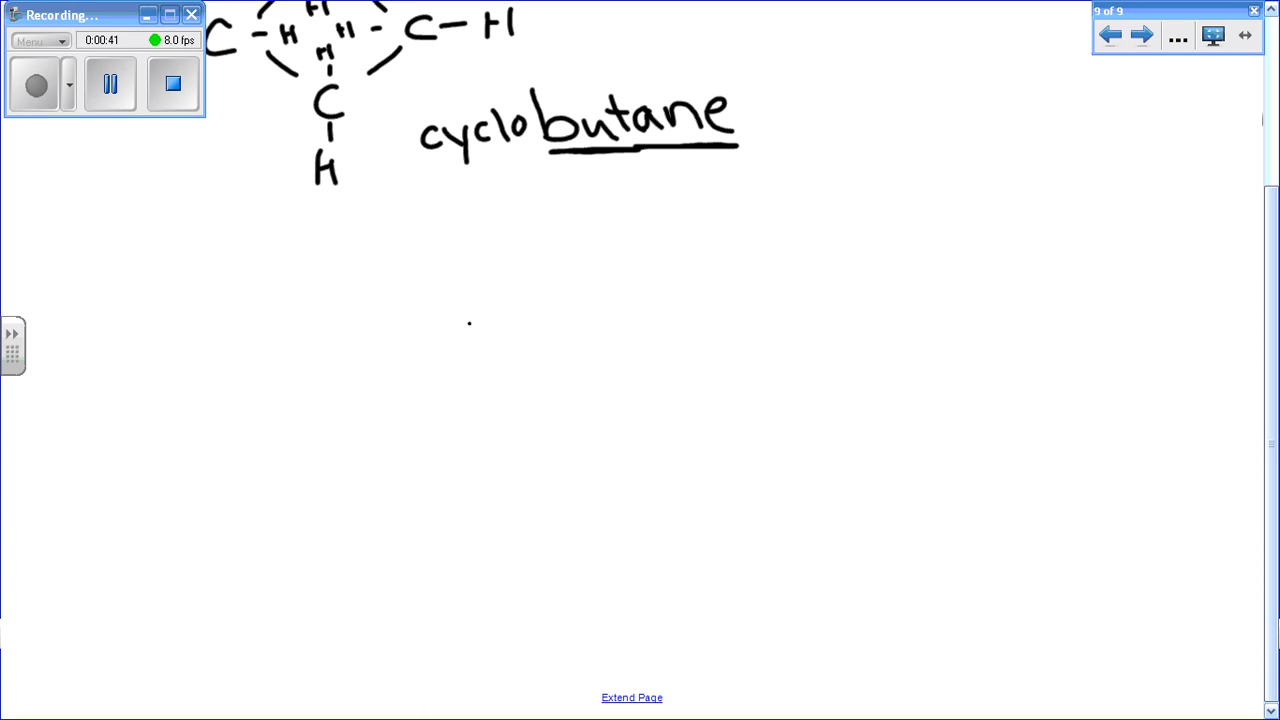 Recording...
9 of 9
Menu
0:00:41
8.0 fps
H
C - H H - C - H
H
C
cyclobutane
H
Extend Page